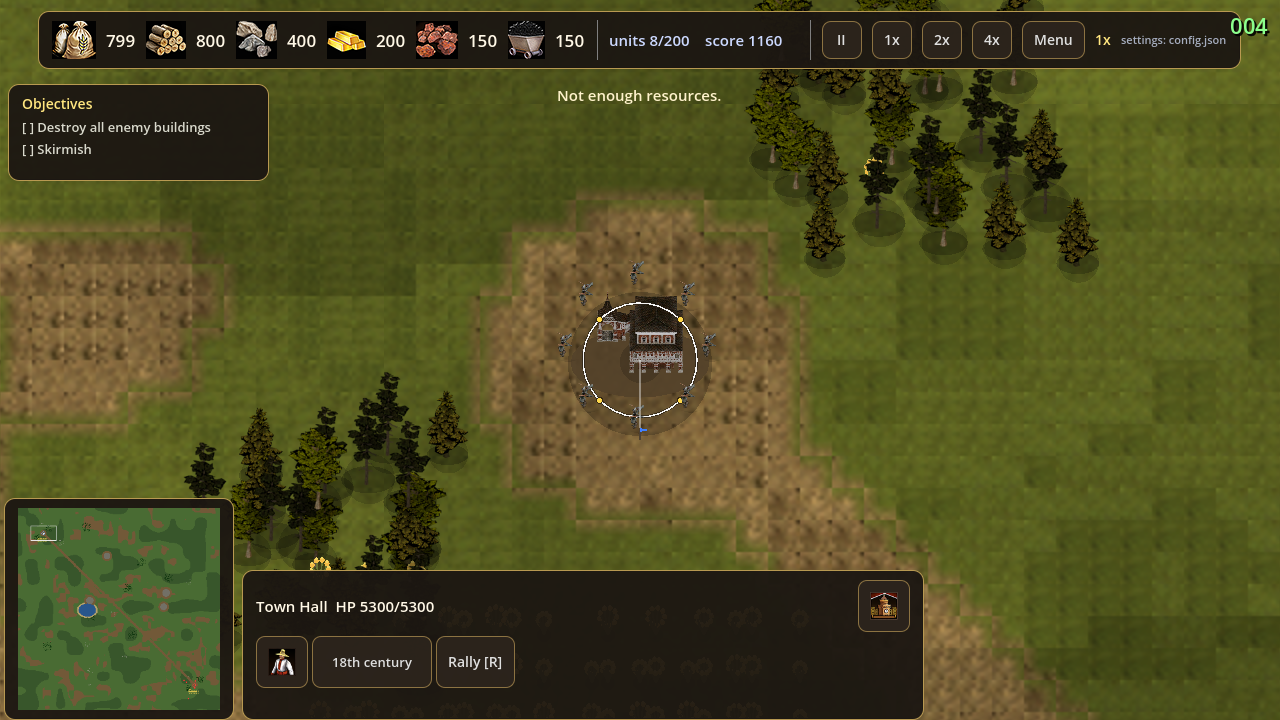 799
800
400
200
150
150
units 8/200
score 1160
II
1x
2x
4x
Menu
1x
settings: config.json
004
Objectives
[ ] Destroy all enemy buildings
[ ] Skirmish
Not enough resources.
Town Hall HP 5300/5300
18th century
Rally [R]